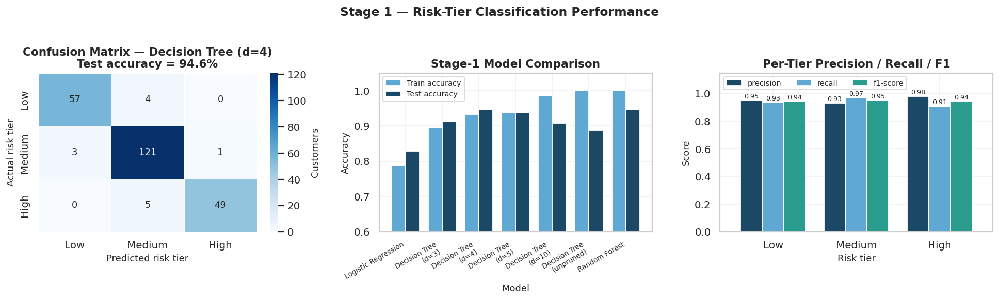 Stage 1 — Risk-Tier Classification Performance
Confusion Matrix — Decision Tree (d=4)
Test accuracy = 94.6%
Actual risk tier
Low
Medium
High
57
4
0
3
121
1
0
5
49
Low
Medium
High
Predicted risk tier
120
100
80
60
40
20
0
Customers
Stage-1 Model Comparison
Train accuracy
Test accuracy
Accuracy
1.0
0.9
0.8
0.7
0.6
Logistic Regression
Decision Tree
(d=3)
Decision Tree
(d=4)
Decision Tree
(d=5)
Decision Tree
(d=10)
Decision Tree
(unpruned)
Random Forest
Model
Per-Tier Precision / Recall / F1
precision
recall
f1-score
Score
1.0
0.8
0.6
0.4
0.2
0.0
0.95
0.93
0.94
0.93
0.97
0.95
0.98
0.91
0.94
Low
Medium
High
Risk tier